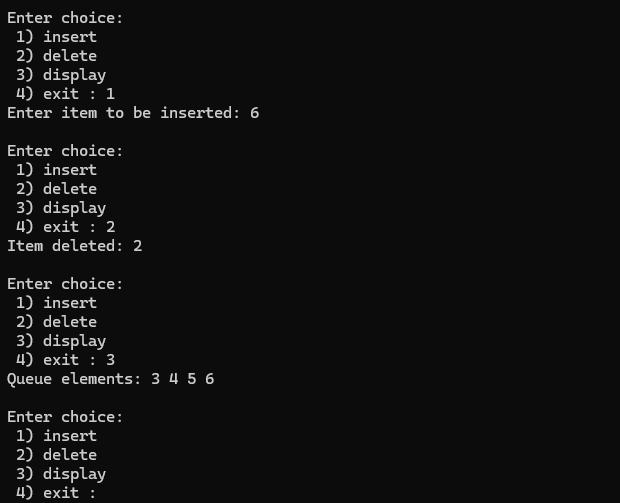 Enter choice:
 1) insert
 2) delete
 3) display
 4) exit : 1
Enter item to be inserted: 6

Enter choice:
 1) insert
 2) delete
 3) display
 4) exit : 2
Item deleted: 2

Enter choice:
 1) insert
 2) delete
 3) display
 4) exit : 3
Queue elements: 3 4 5 6

Enter choice:
 1) insert
 2) delete
 3) display
 4) exit :